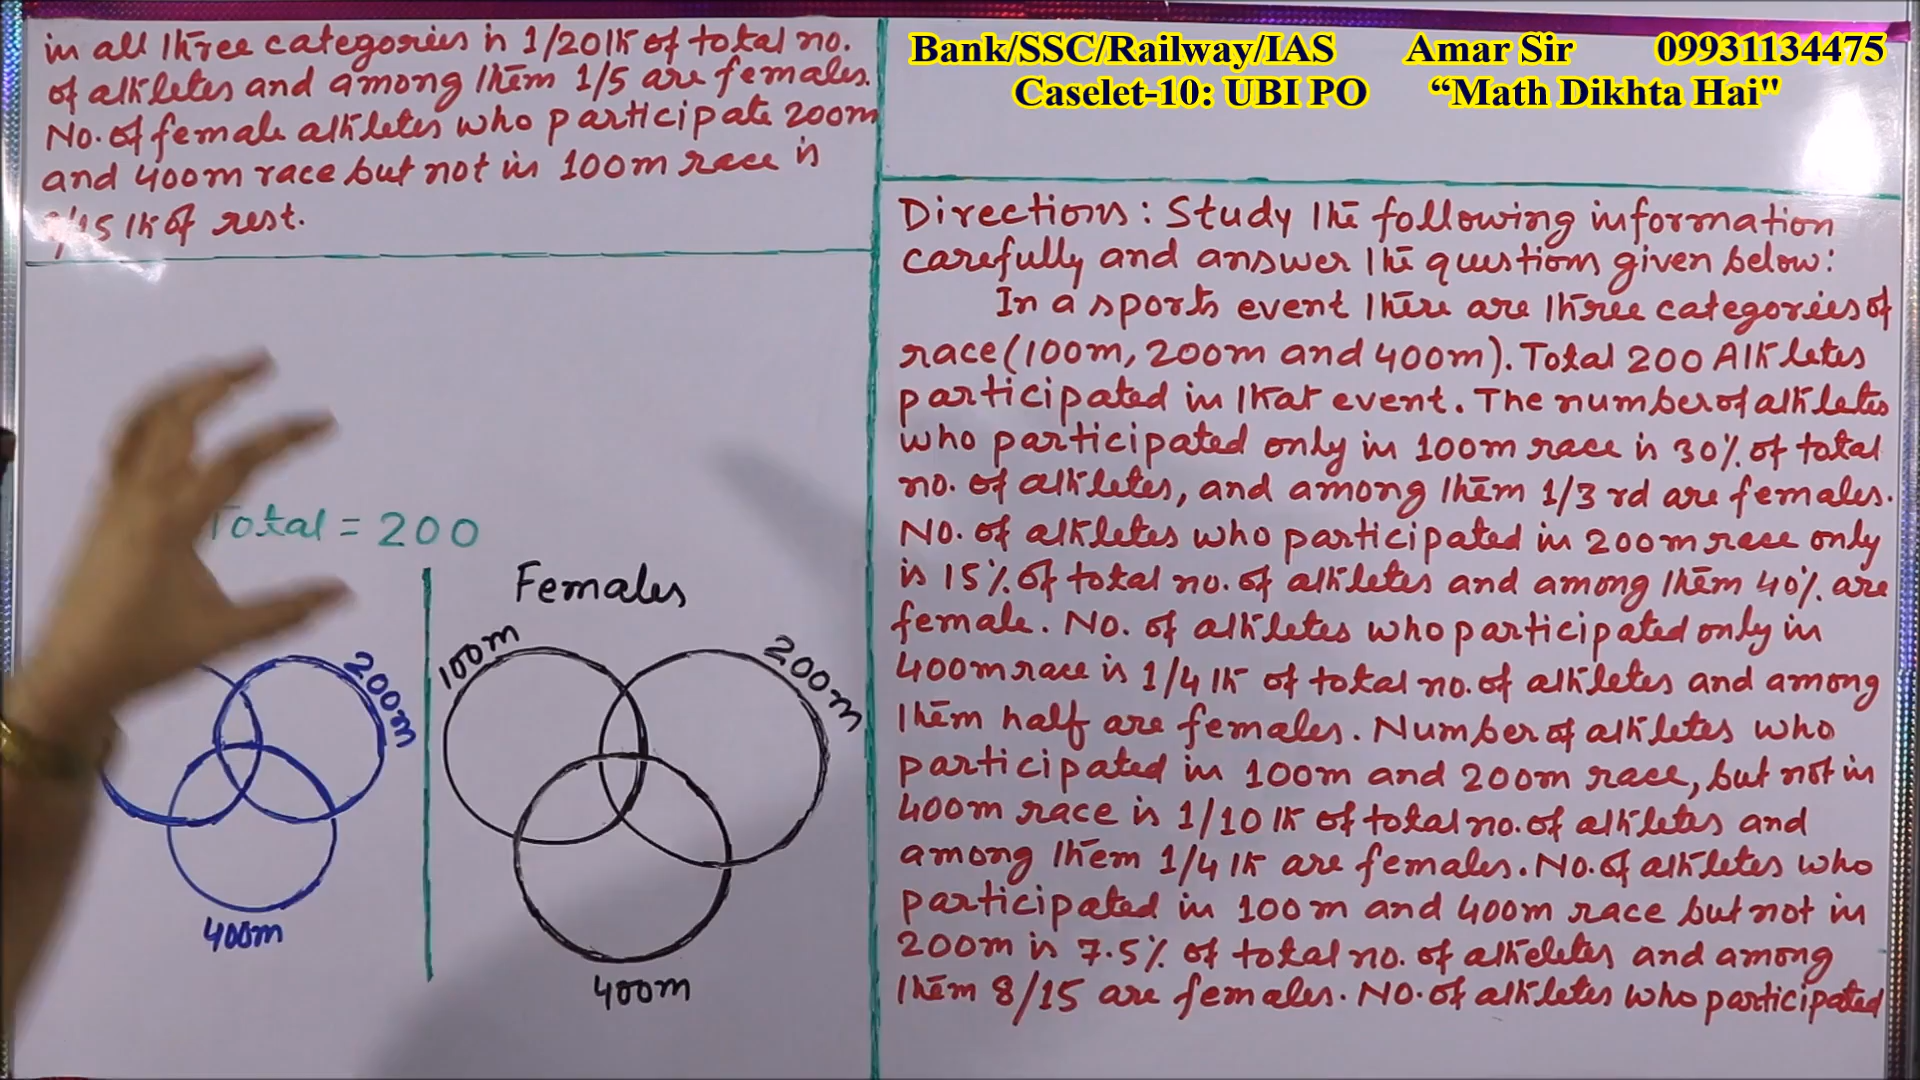 Bank/SSC/Railway/IAS Amar Sir 09931134475
Caselet-10: UBI PO “Math Dikhta Hai"
Directions: Study the following information
carefully and answer the questions given below:
In a sports event there are three categories of
race (100m, 200m and 400m). Total 200 Athletes
participated in that event. The number of athletes
who participated only in 100m race is 30% of total
no. of athletes, and among them 1/3 rd are females.
No. of athletes who participated in 200m race only
is 15% of total no. of athletes and among them 40% are
female. No. of athletes who participated only in
400m race is 1/4 th of total no. of athletes and among
them half are females. Number of athletes who
participated in 100m and 200m race, but not in
400m race is 1/10 th of total no. of athletes and
among them 1/4 th are females. No. of athletes who
participated in 100m and 400m race but not in
200m is 7.5% of total no. of atheletes and among
them 8/15 are females. No. of athletes who participated
in all three categories is 1/20 th of total no.
of athletes and among them 1/5 are females.
No. of female athletes who participate 200m
and 400m race but not in 100m race is
/15 th of rest.
Total = 200
Females
200m
400m
100m
200m
400m